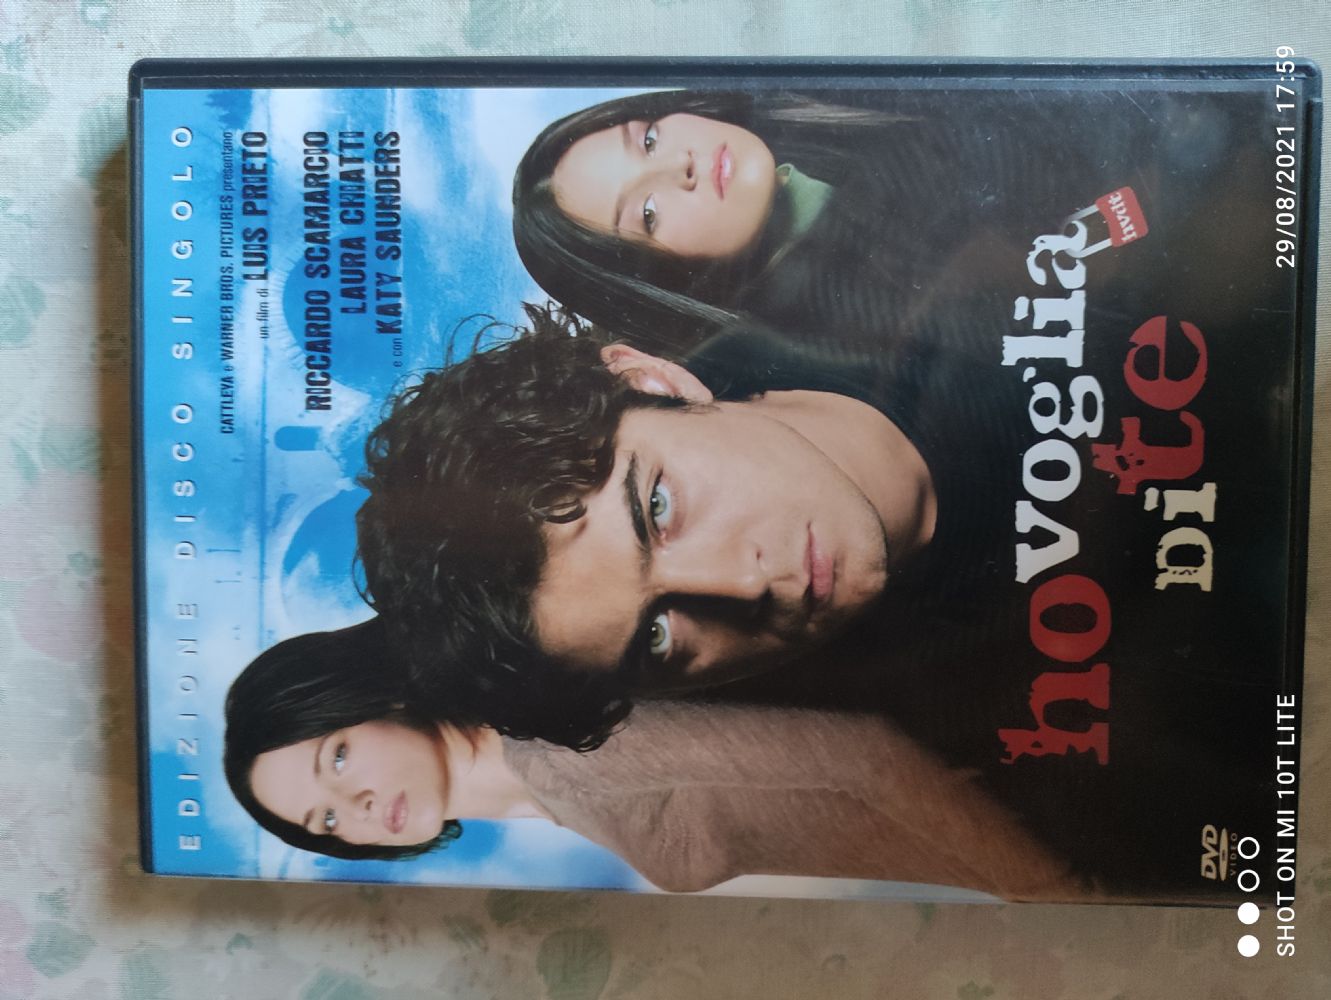 EDIZIONE DISCO SINGOLO
CATTLEYA e WARNER BROS. PICTURES presentano
un film di LUIS PRIETO
RICCARDO SCAMARCIO
LAURA CHIATTI
e con KATY SAUNDERS
ho voglia
Di te
hvdt
DVD
VIDEO
SHOT ON MI 10T LITE
29/08/2021 17:59